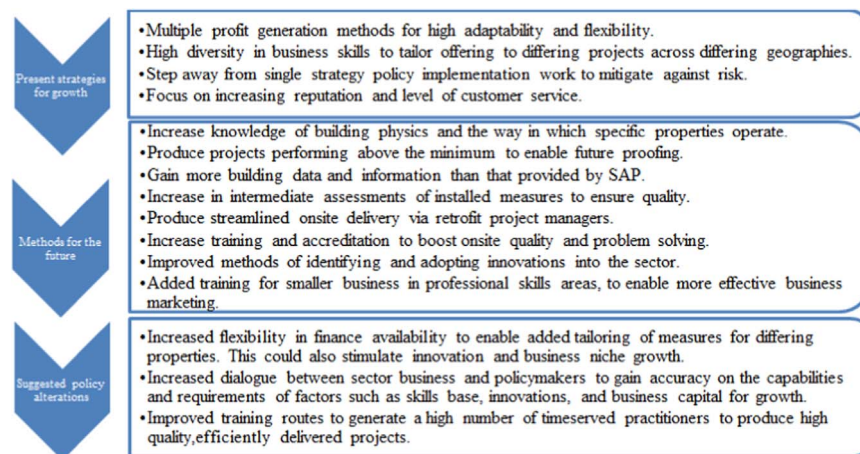 Present strategies
for growth
•Multiple profit generation methods for high adaptability and flexibility.
•High diversity in business skills to tailor offering to differing projects across differing geographies.
•Step away from single strategy policy implementation work to mitigate against risk.
•Focus on increasing reputation and level of customer service.
Methods for the
future
•Increase knowledge of building physics and the way in which specific properties operate.
•Produce projects performing above the minimum to enable future proofing.
•Gain more building data and information than that provided by SAP.
•Increase in intermediate assessments of installed measures to ensure quality.
•Produce streamlined onsite delivery via retrofit project managers.
•Increase training and accreditation to boost onsite quality and problem solving.
•Improved methods of identifying and adopting innovations into the sector.
•Added training for smaller business in professional skills areas, to enable more effective business
marketing.
Suggested policy
alterations
•Increased flexibility in finance availability to enable added tailoring of measures for differing
properties. This could also stimulate innovation and business niche growth.
•Increased dialogue between sector business and policymakers to gain accuracy on the capabilities
and requirements of factors such as skills base, innovations, and business capital for growth.
•Improved training routes to generate a high number of timeserved practitioners to produce high
quality,efficiently delivered projects.